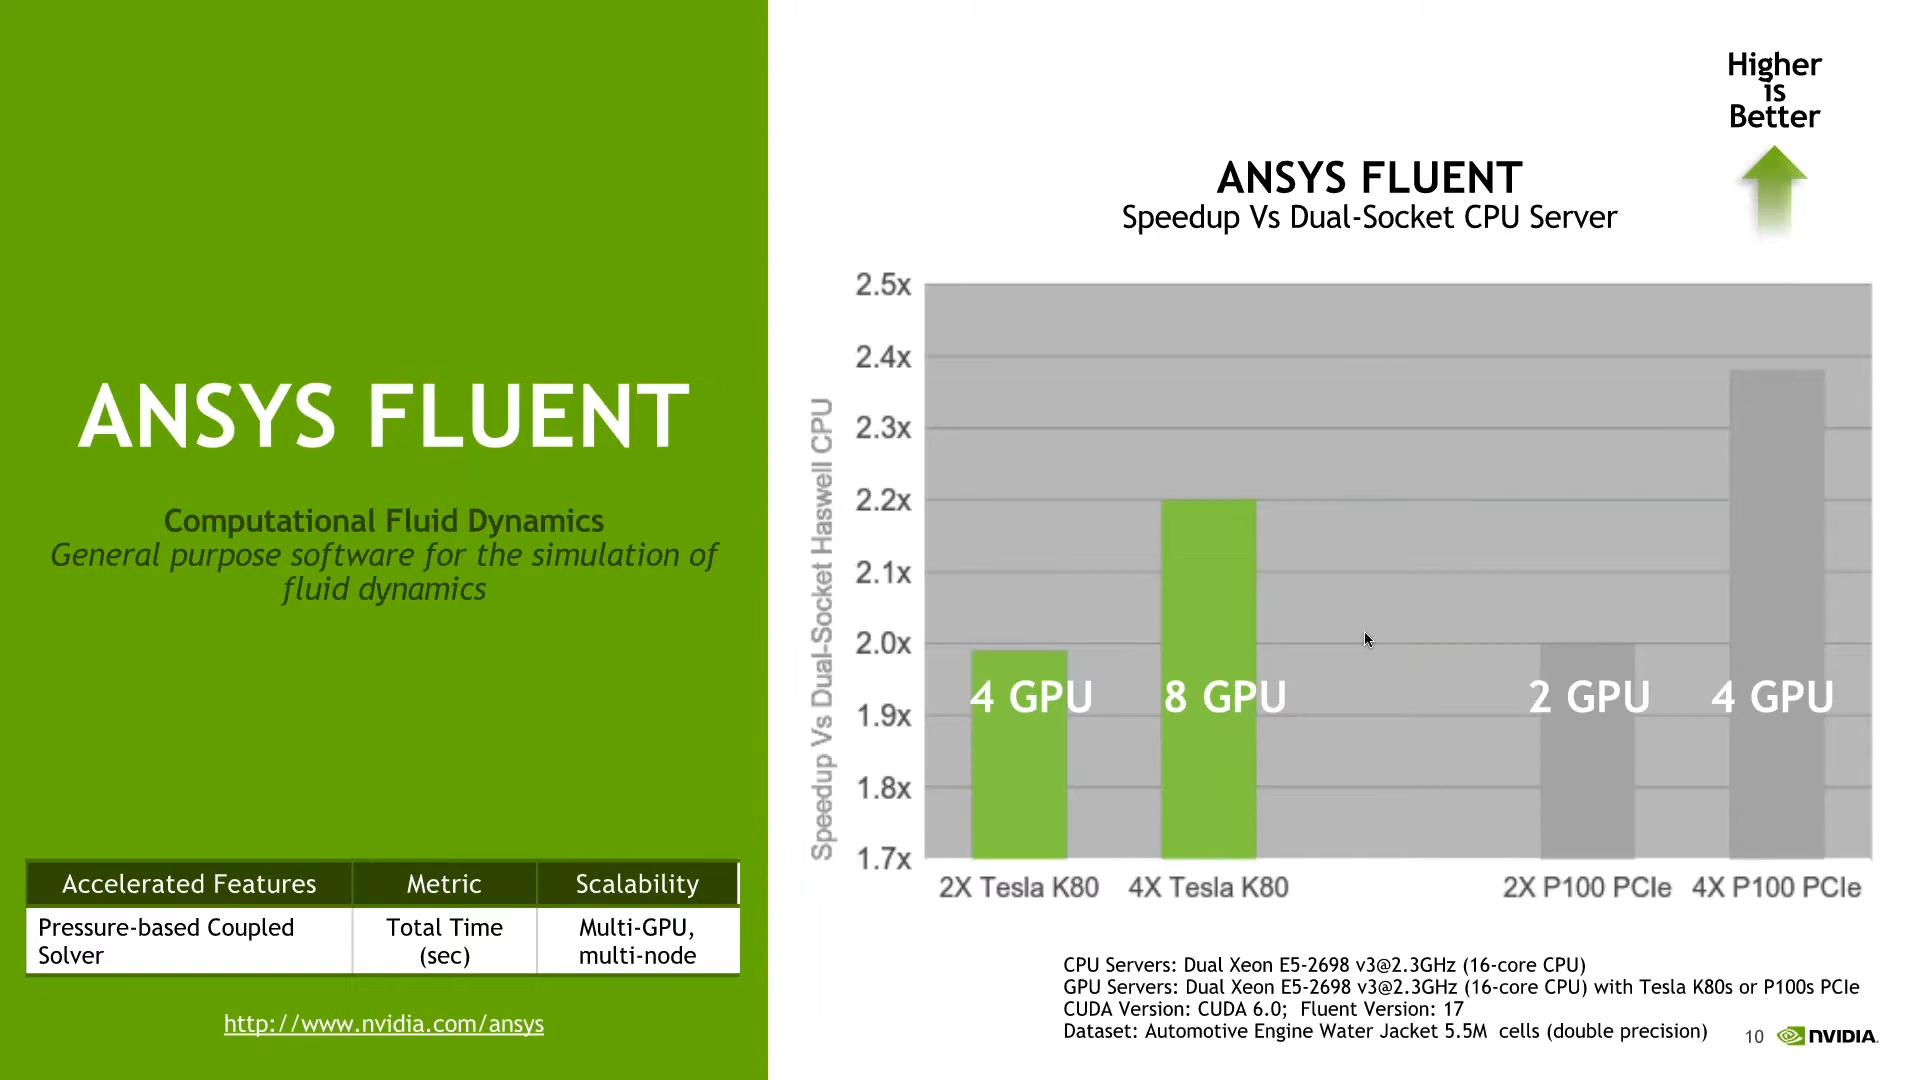 ANSYS FLUENT
Computational Fluid Dynamics
General purpose software for the simulation of
fluid dynamics
Accelerated Features Metric Scalability
Pressure-based Coupled
Solver
Total Time
(sec)
Multi-GPU,
multi-node
http://www.nvidia.com/ansys
Higher
is
Better
ANSYS FLUENT
Speedup Vs Dual-Socket CPU Server
Speedup Vs Dual-Socket Haswell CPU
2.5x
2.4x
2.3x
2.2x
2.1x
2.0x
1.9x
1.8x
1.7x
4 GPU 8 GPU 2 GPU 4 GPU
2X Tesla K80 4X Tesla K80 2X P100 PCIe 4X P100 PCIe
CPU Servers: Dual Xeon E5-2698 v3@2.3GHz (16-core CPU)
GPU Servers: Dual Xeon E5-2698 v3@2.3GHz (16-core CPU) with Tesla K80s or P100s PCIe
CUDA Version: CUDA 6.0; Fluent Version: 17
Dataset: Automotive Engine Water Jacket 5.5M cells (double precision)
10 NVIDIA.